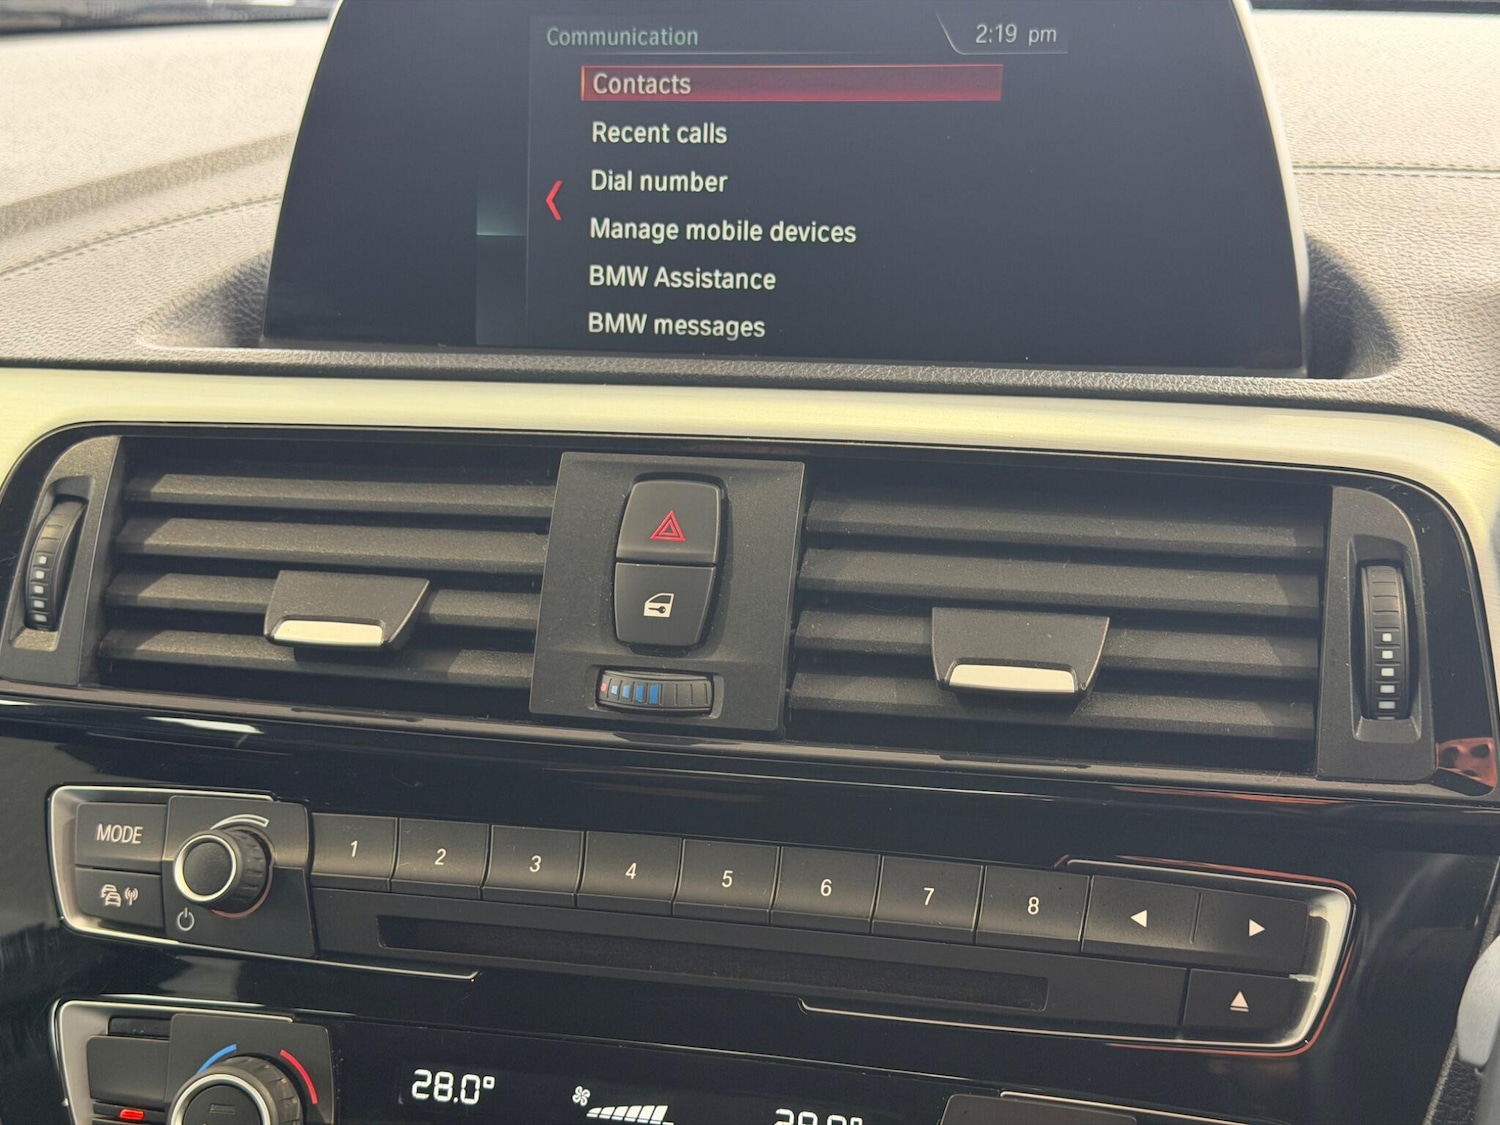 Communication 2:19 pm
Contacts
Recent calls
Dial number
Manage mobile devices
BMW Assistance
BMW messages
MODE 1 2 3 4 5 6 7 8
28.0°